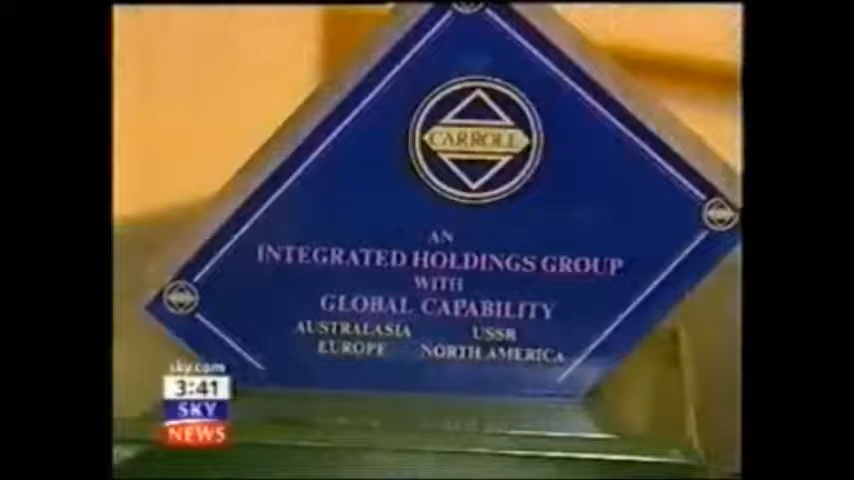 CARROLL
AN
INTEGRATED HOLDINGS GROUP
WITH
GLOBAL CAPABILITY
AUSTRALASIA USSR
EUROPE NORTH AMERICA
sky.com
3:41
SKY
NEWS